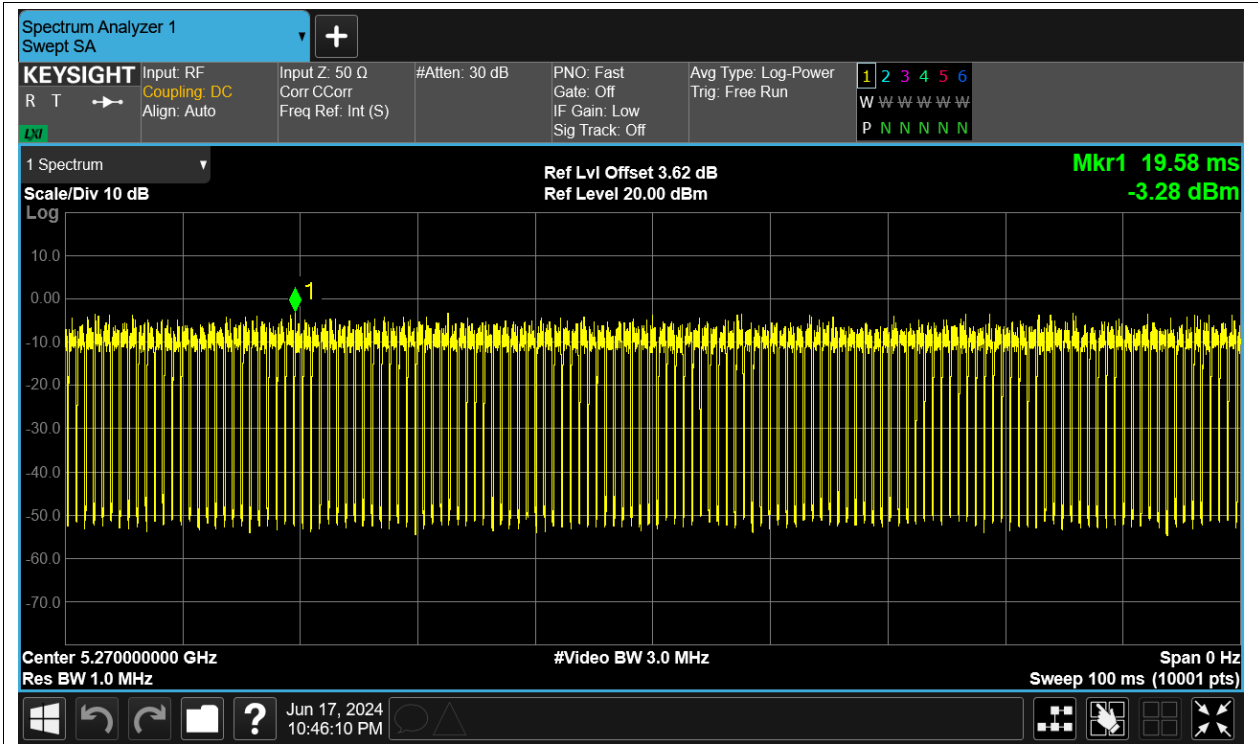 Spectrum Analyzer 1
Swept SA
KEYSIGHT
R T
LXI
Input: RF
Coupling: DC
Align: Auto
Input Z: 50 Ω
Corr CCorr
Freq Ref: Int (S)
#Atten: 30 dB
PNO: Fast
Gate: Off
IF Gain: Low
Sig Track: Off
Avg Type: Log-Power
Trig: Free Run
1 2 3 4 5 6
W W W W W W
P N N N N N
1 Spectrum
Scale/Div 10 dB
Log
Ref Lvl Offset 3.62 dB
Ref Level 20.00 dBm
Mkr1 19.58 ms
-3.28 dBm
10.0
1
0.00
-10.0
-20.0
-30.0
-40.0
-50.0
-60.0
-70.0
Center 5.270000000 GHz
Res BW 1.0 MHz
#Video BW 3.0 MHz
Span 0 Hz
Sweep 100 ms (10001 pts)
?
Jun 17, 2024
10:46:10 PM